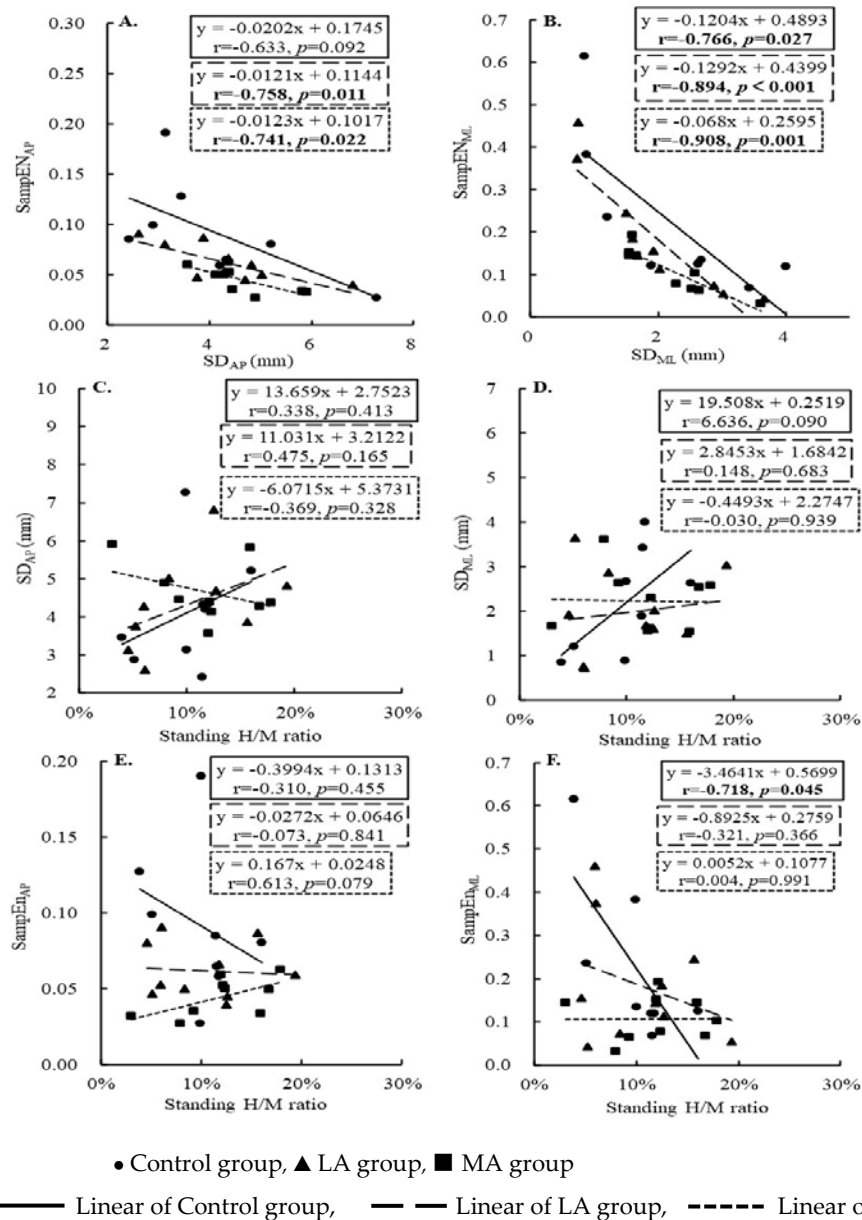 A.
y = -0.0202x + 0.1745
r=-0.633, p=0.092
y = -0.0121x + 0.1144
r=-0.758, p=0.011
y = -0.0123x + 0.1017
r=-0.741, p=0.022
0.30
0.25
0.20
0.15
0.10
0.05
0.00
SampEN_AP
2 4 6 8
SD_AP (mm)
B.
y = -0.1204x + 0.4893
r=-0.766, p=0.027
y = -0.1292x + 0.4399
r=-0.894, p < 0.001
y = -0.068x + 0.2595
r=-0.908, p=0.001
0.8
0.7
0.6
0.5
0.4
0.3
0.2
0.1
0.0
SampEN_ML
0 2 4 6
SD_ML (mm)
C.
y = 13.659x + 2.7523
r=0.338, p=0.413
y = 11.031x + 3.2122
r=0.475, p=0.165
y = -6.0715x + 5.3731
r=-0.369, p=0.328
10
9
8
7
6
5
4
3
2
SD_AP (mm)
0% 10% 20% 30%
Standing H/M ratio
D.
y = 19.508x + 0.2519
r=6.636, p=0.090
y = 2.8453x + 1.6842
r=0.148, p=0.683
y = -0.4493x + 2.2747
r=-0.030, p=0.939
7
6
5
4
3
2
1
0
SD_ML (mm)
0% 10% 20% 30%
Standing H/M ratio
E.
y = -0.3994x + 0.1313
r=-0.310, p=0.455
y = -0.0272x + 0.0646
r=-0.073, p=0.841
y = 0.167x + 0.0248
r=0.613, p=0.079
0.20
0.15
0.10
0.05
0.00
SampEn_AP
0% 10% 20% 30%
Standing H/M ratio
F.
y = -3.4641x + 0.5699
r=-0.718, p=0.045
y = -0.8925x + 0.2759
r=-0.321, p=0.366
y = 0.0052x + 0.1077
r=0.004, p=0.991
0.7
0.6
0.5
0.4
0.3
0.2
0.1
0.0
SampEn_ML
0% 10% 20% 30%
Standing H/M ratio
● Control group, ▲ LA group, ■ MA group
Linear of Control group, Linear of LA group, Linear o